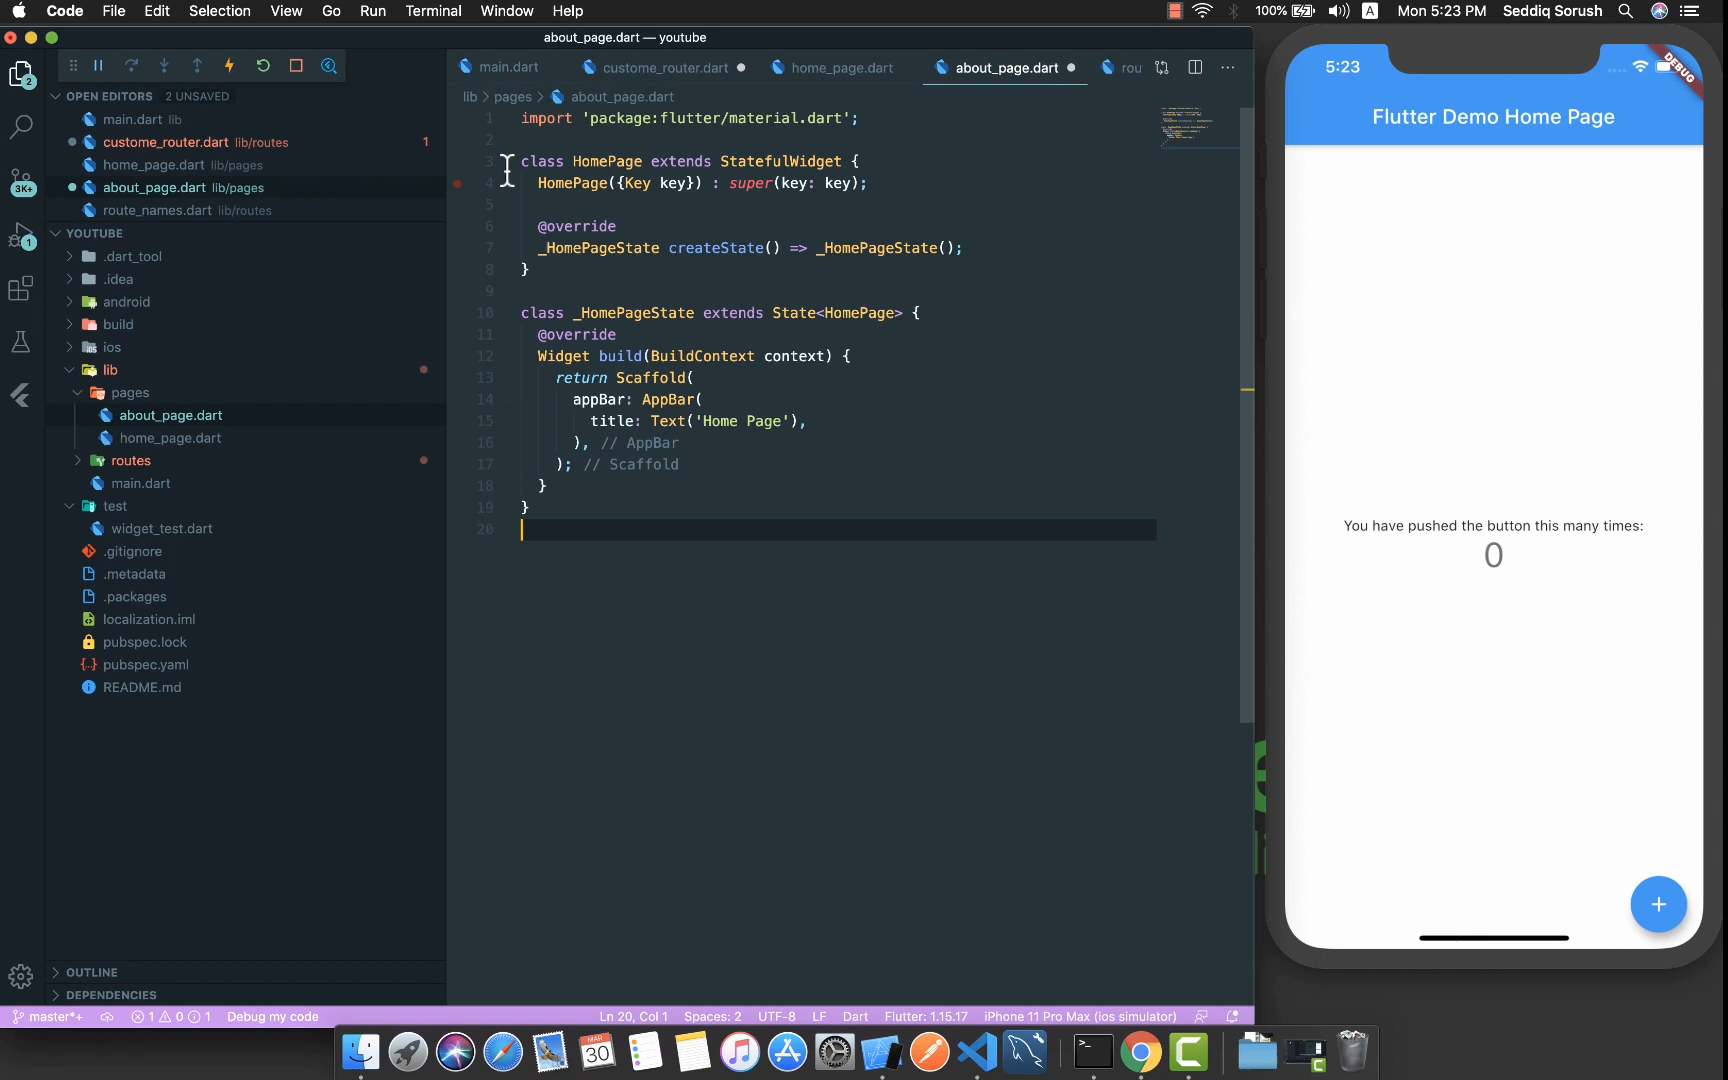 Code File Edit Selection View Go Run Terminal Window Help
100% A Mon 5:23 PM Seddiq Sorush
about_page.dart — youtube
main.dart custome_router.dart home_page.dart about_page.dart rou
OPEN EDITORS 2 UNSAVED
main.dart lib
custome_router.dart lib/routes 1
home_page.dart lib/pages
about_page.dart lib/pages
route_names.dart lib/routes
YOUTUBE
.dart_tool
.idea
android
build
ios
lib
pages
about_page.dart
home_page.dart
routes
main.dart
test
widget_test.dart
.gitignore
.metadata
.packages
localization.iml
pubspec.lock
pubspec.yaml
README.md
OUTLINE
DEPENDENCIES
2
3K+
1
lib > pages > about_page.dart
1 import 'package:flutter/material.dart';
2
3 class HomePage extends StatefulWidget {
4 HomePage({Key key}) : super(key: key);
5
6 @override
7 _HomePageState createState() => _HomePageState();
8 }
9
10 class _HomePageState extends State<HomePage> {
11 @override
12 Widget build(BuildContext context) {
13 return Scaffold(
14 appBar: AppBar(
15 title: Text('Home Page'),
16 ), // AppBar
17 ); // Scaffold
18 }
19 }
20
master*+ 1 0 1 Debug my code
Ln 20, Col 1 Spaces: 2 UTF-8 LF Dart Flutter: 1.15.17 iPhone 11 Pro Max (ios simulator)
5:23
DEBUG
Flutter Demo Home Page
You have pushed the button this many times:
0
+
MAR
30